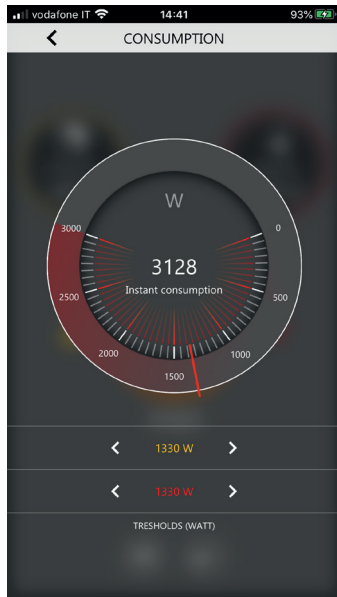 vodafone IT 14:41 93%
CONSUMPTION
W
3000 0
3128
Instant consumption
2500 500
2000 1000
1500
1330 W
1330 W
TRESHOLDS (WATT)